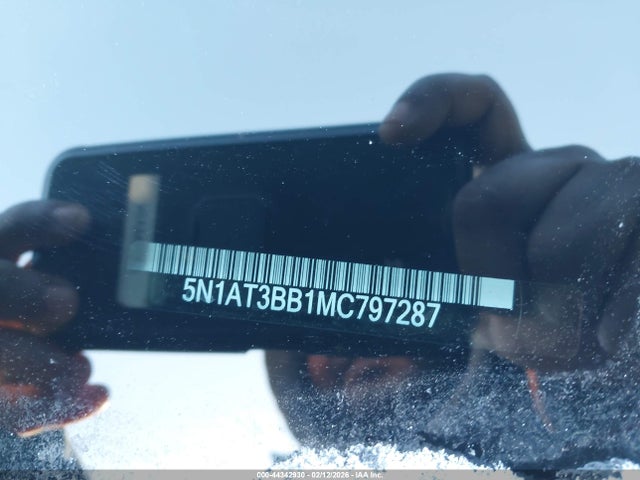 5N1AT3BB1MC797287
000-44342930 - 02/12/2026 - IAA Inc.